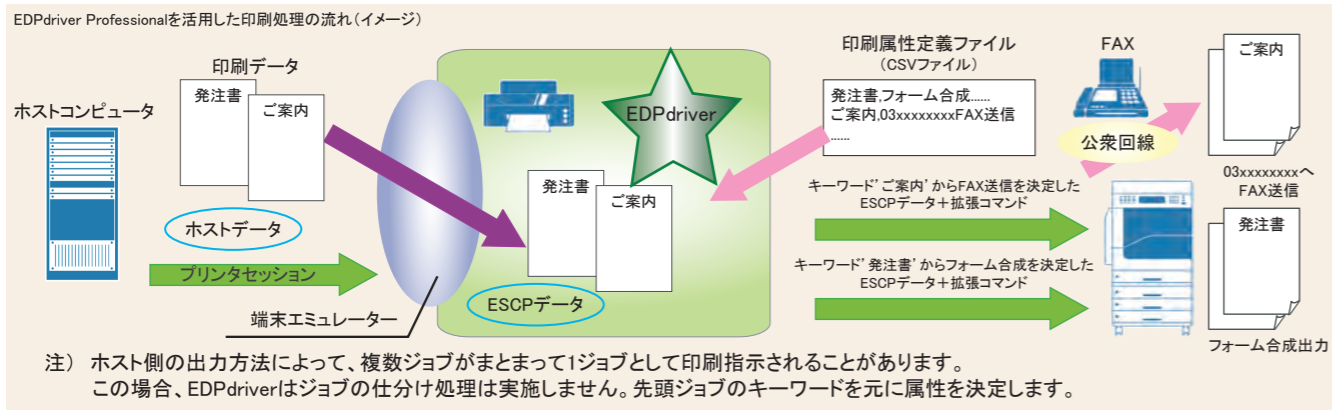 EDPdriver Professionalを活用した印刷処理の流れ(イメージ)
ホストコンピュータ
印刷データ
発注書
ご案内
ホストデータ
プリンタセッション
端末エミュレーター
EDPdriver
発注書
ご案内
ESCPデータ
印刷属性定義ファイル
(CSVファイル)
発注書,フォーム合成......
ご案内,03xxxxxxxxFAX送信
......
FAX
公衆回線
ご案内
03xxxxxxxxへ
FAX送信
キーワード’ご案内’からFAX送信を決定した
ESCPデータ+拡張コマンド
キーワード’発注書’からフォーム合成を決定した
ESCPデータ+拡張コマンド
発注書
フォーム合成出力
注) ホスト側の出力方法によって、複数ジョブがまとまって1ジョブとして印刷指示されることがあります。
この場合、EDPdriverはジョブの仕分け処理は実施しません。先頭ジョブのキーワードを元に属性を決定します。